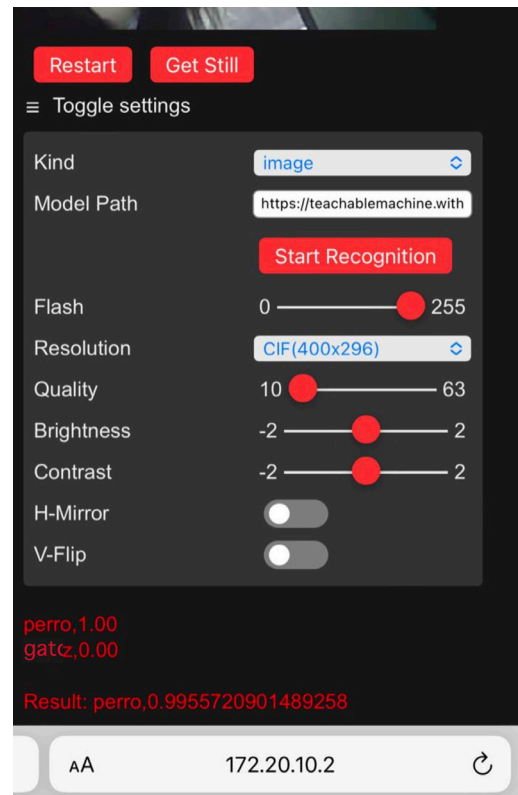 Restart Get Still
≡ Toggle settings
Kind image
Model Path https://teachablemachine.with
Start Recognition
Flash 0 255
Resolution CIF(400x296)
Quality 10 63
Brightness -2 2
Contrast -2 2
H-Mirror
V-Flip
perro,1.00
,0.00
Result: perro,0.9955720901489258
AA 172.20.10.2